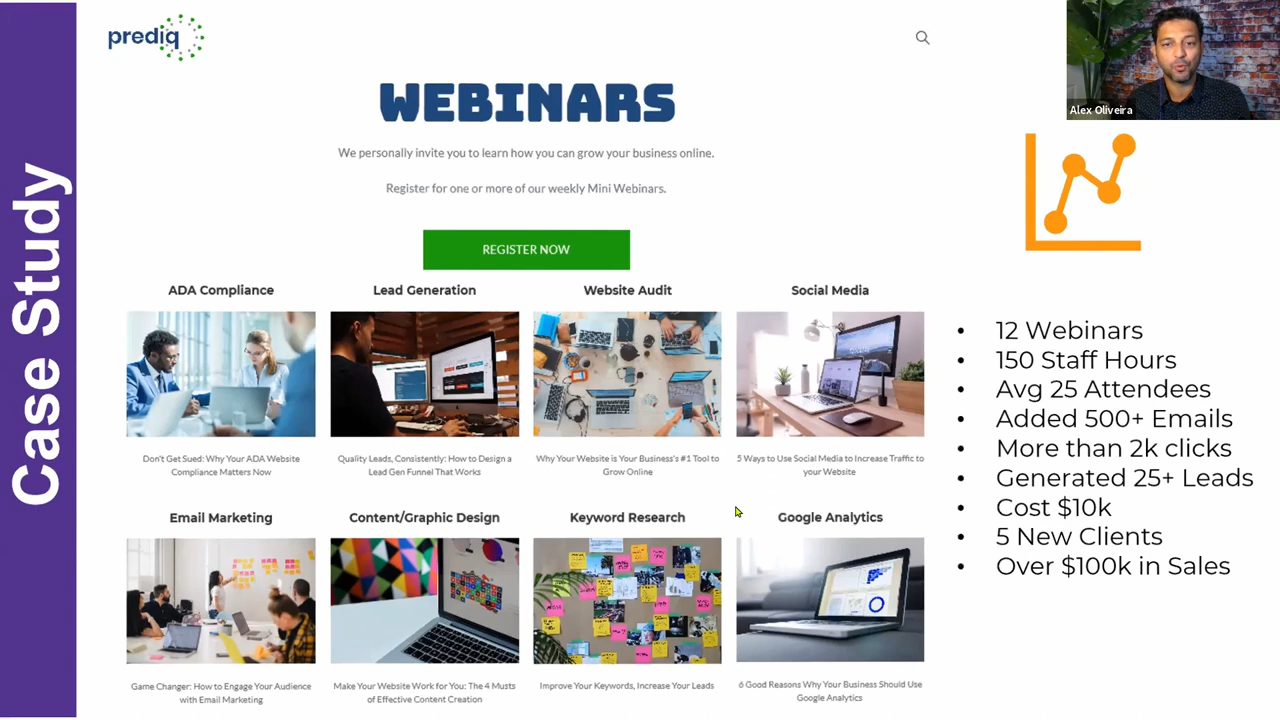 Case Study
prediq
Alex Oliveira
WEBINARS
We personally invite you to learn how you can grow your business online.
Register for one or more of our weekly Mini Webinars.
REGISTER NOW
ADA Compliance
Lead Generation
Website Audit
Social Media
Don't Get Sued: Why Your ADA Website
Compliance Matters Now
Quality Leads, Consistently: How to Design a
Lead Gen Funnel That Works
Why Your Website is Your Business's #1 Tool to
Grow Online
5 Ways to Use Social Media to Increase Traffic to
your Website
Email Marketing
Content/Graphic Design
Keyword Research
Google Analytics
Game Changer: How to Engage Your Audience
with Email Marketing
Make Your Website Work for You: The 4 Musts
of Effective Content Creation
Improve Your Keywords, Increase Your Leads
6 Good Reasons Why Your Business Should Use
Google Analytics
• 12 Webinars
• 150 Staff Hours
• Avg 25 Attendees
• Added 500+ Emails
• More than 2k clicks
• Generated 25+ Leads
• Cost $10k
• 5 New Clients
• Over $100k in Sales